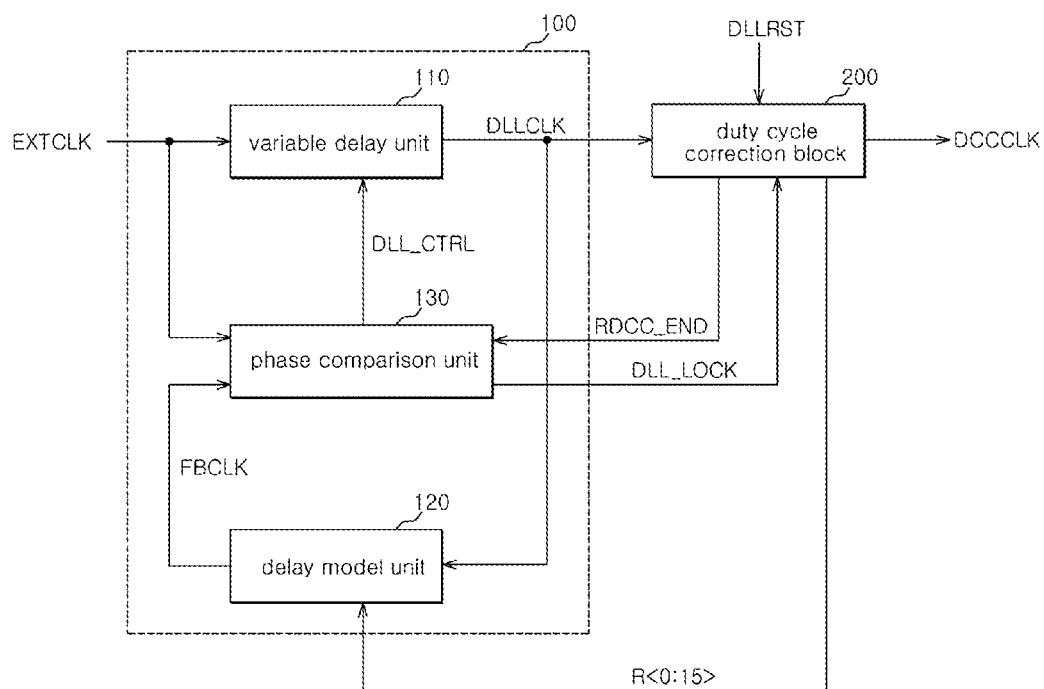 100
DLLRST
110
200
EXTCLK
variable delay unit
DLLCLK
duty cycle
correction block
DCCCLK
DLL_CTRL
130
RDCC_END
phase comparison unit
DLL_LOCK
FBCLK
120
delay model unit
R<0:15>